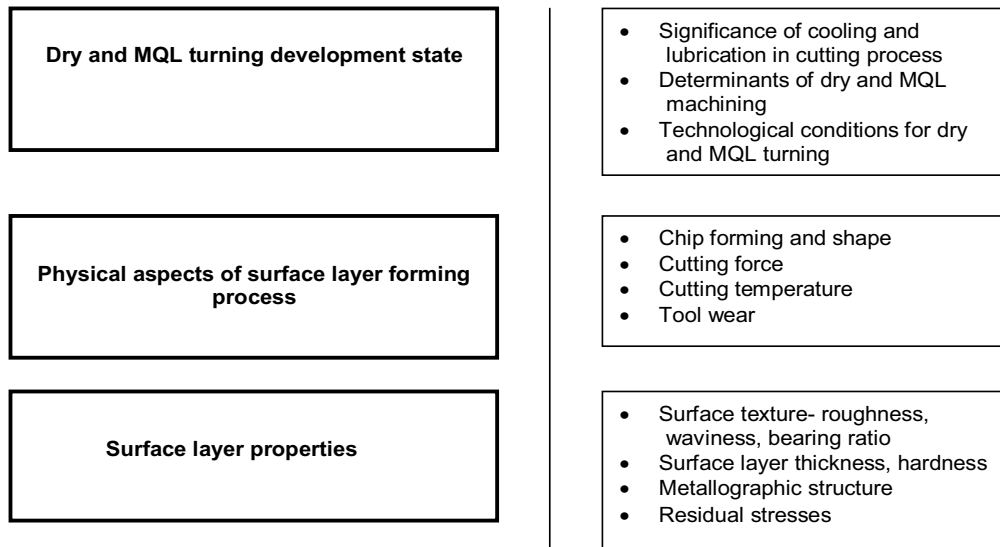 Dry and MQL turning development state
• Significance of cooling and
lubrication in cutting process
• Determinants of dry and MQL
machining
• Technological conditions for dry
and MQL turning
Physical aspects of surface layer forming
process
• Chip forming and shape
• Cutting force
• Cutting temperature
• Tool wear
Surface layer properties
• Surface texture- roughness,
waviness, bearing ratio
• Surface layer thickness, hardness
• Metallographic structure
• Residual stresses